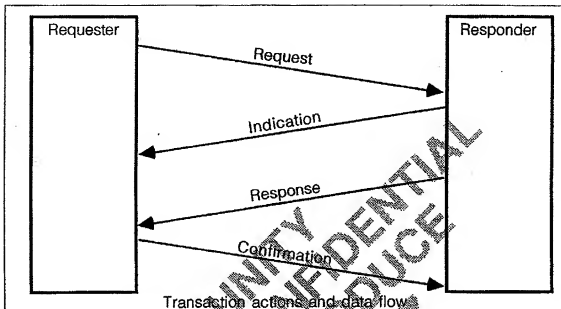 Requester
Responder
Request
Indication
Response
Confirmation
Transaction actions and data flow